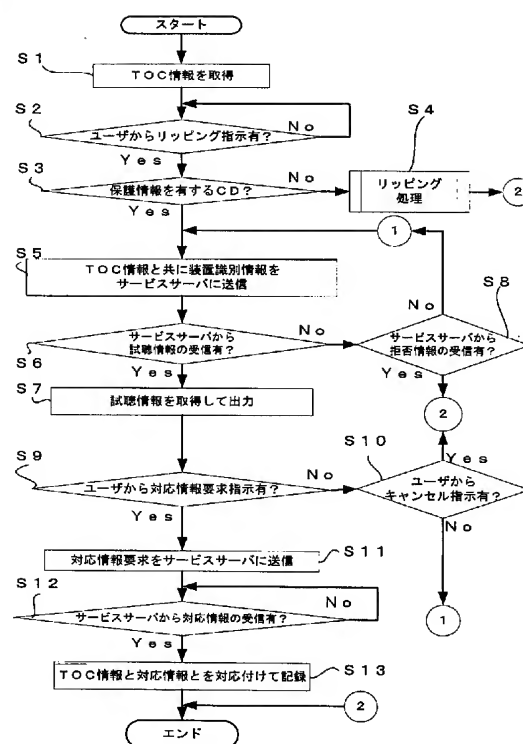 スタート
S1
TOC情報を取得
S2
ユーザからリッピング指示有?
No
Yes
S3
保護情報を有するCD?
No
Yes
S4
リッピング
処理
2
1
S5
TOC情報と共に装置識別情報を
サービスサーバに送信
S6
サービスサーバから
試聴情報の受信有?
No
Yes
S8
サービスサーバから
拒否情報の受信有?
No
Yes
2
S7
試聴情報を取得して出力
S9
ユーザから対応情報要求指示有?
No
Yes
S10
ユーザから
キャンセル指示有?
Yes
No
1
対応情報要求をサービスサーバに送信
S11
S12
サービスサーバから対応情報の受信有?
No
Yes
TOC情報と対応情報とを対応付けて記録
S13
2
エンド